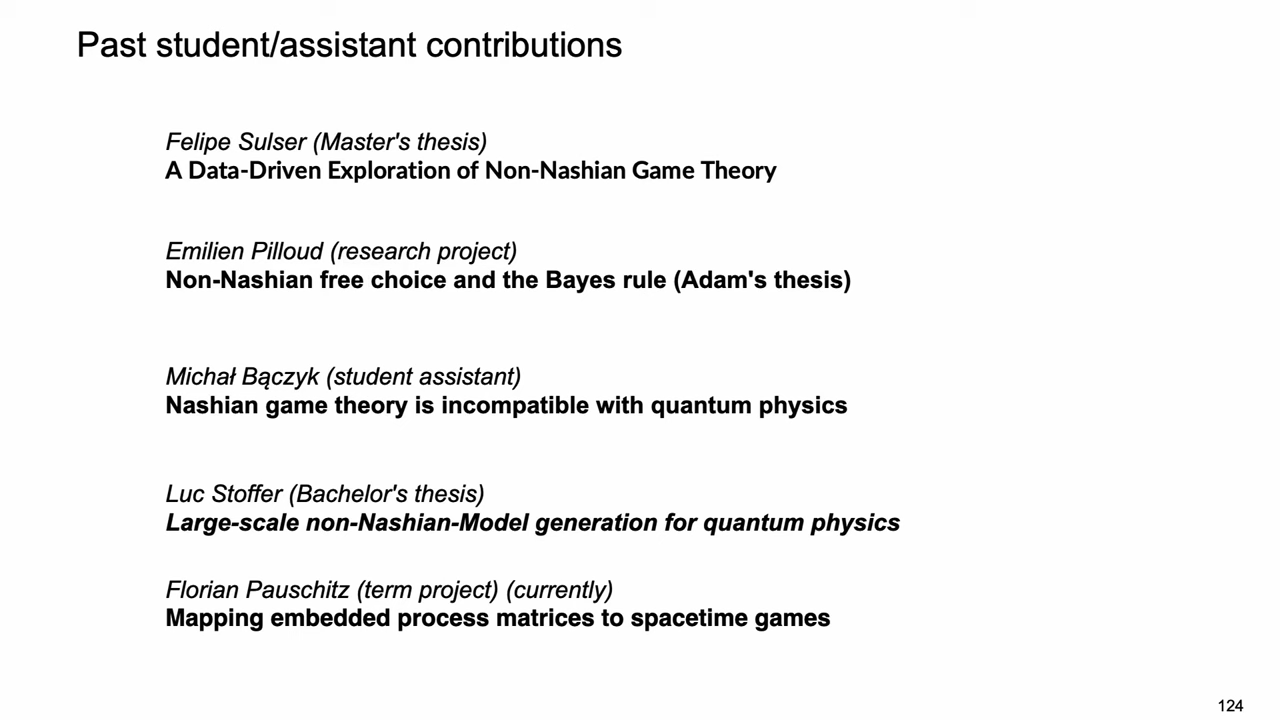 Past student/assistant contributions
Felipe Sulser (Master's thesis)
A Data-Driven Exploration of Non-Nashian Game Theory
Emilien Pilloud (research project)
Non-Nashian free choice and the Bayes rule (Adam's thesis)
Michał Bączyk (student assistant)
Nashian game theory is incompatible with quantum physics
Luc Stoffer (Bachelor's thesis)
Large-scale non-Nashian-Model generation for quantum physics
Florian Pauschitz (term project) (currently)
Mapping embedded process matrices to spacetime games
124